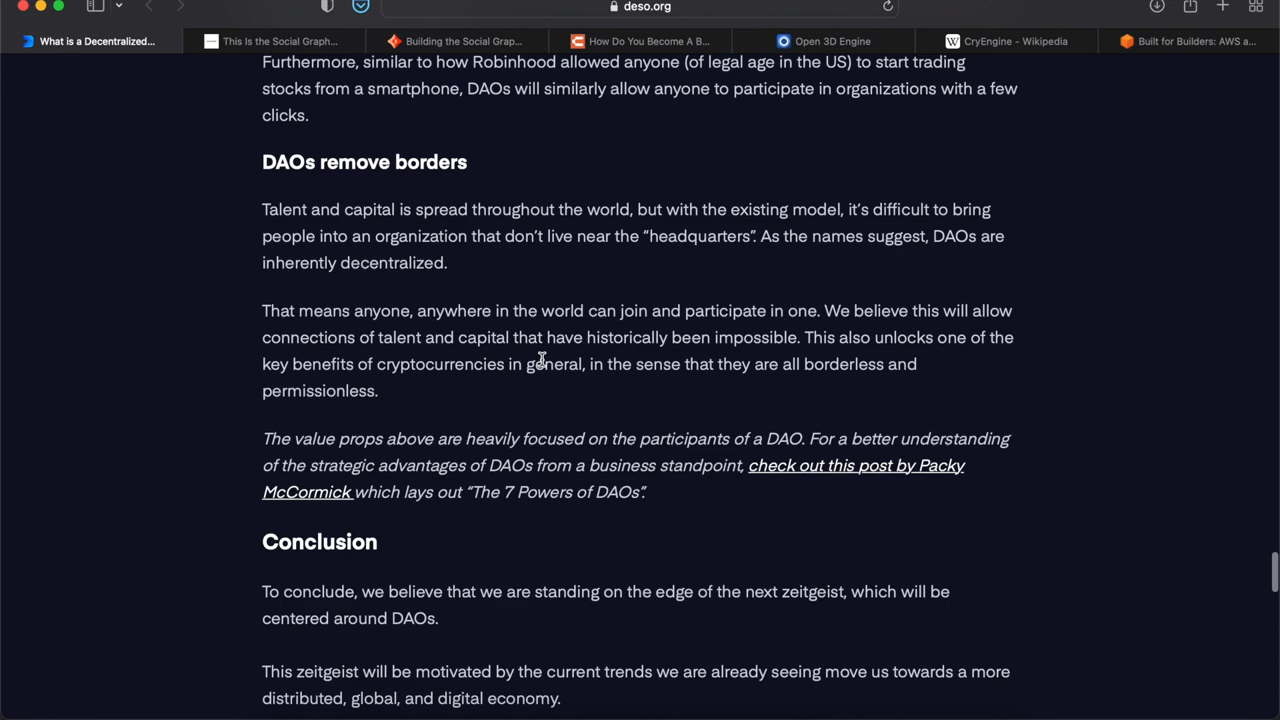 deso.org
What is a Decentralized...
This Is the Social Graph...
Building the Social Grap...
How Do You Become A B...
Open 3D Engine
CryEngine - Wikipedia
Built for Builders: AWS a...
Furthermore, similar to how Robinhood allowed anyone (of legal age in the US) to start trading
stocks from a smartphone, DAOs will similarly allow anyone to participate in organizations with a few
clicks.
DAOs remove borders
Talent and capital is spread throughout the world, but with the existing model, it’s difficult to bring
people into an organization that don’t live near the “headquarters”. As the names suggest, DAOs are
inherently decentralized.
That means anyone, anywhere in the world can join and participate in one. We believe this will allow
connections of talent and capital that have historically been impossible. This also unlocks one of the
key benefits of cryptocurrencies in general, in the sense that they are all borderless and
permissionless.
The value props above are heavily focused on the participants of a DAO. For a better understanding
of the strategic advantages of DAOs from a business standpoint, check out this post by Packy
McCormick which lays out “The 7 Powers of DAOs”.
Conclusion
To conclude, we believe that we are standing on the edge of the next zeitgeist, which will be
centered around DAOs.
This zeitgeist will be motivated by the current trends we are already seeing move us towards a more
distributed, global, and digital economy.